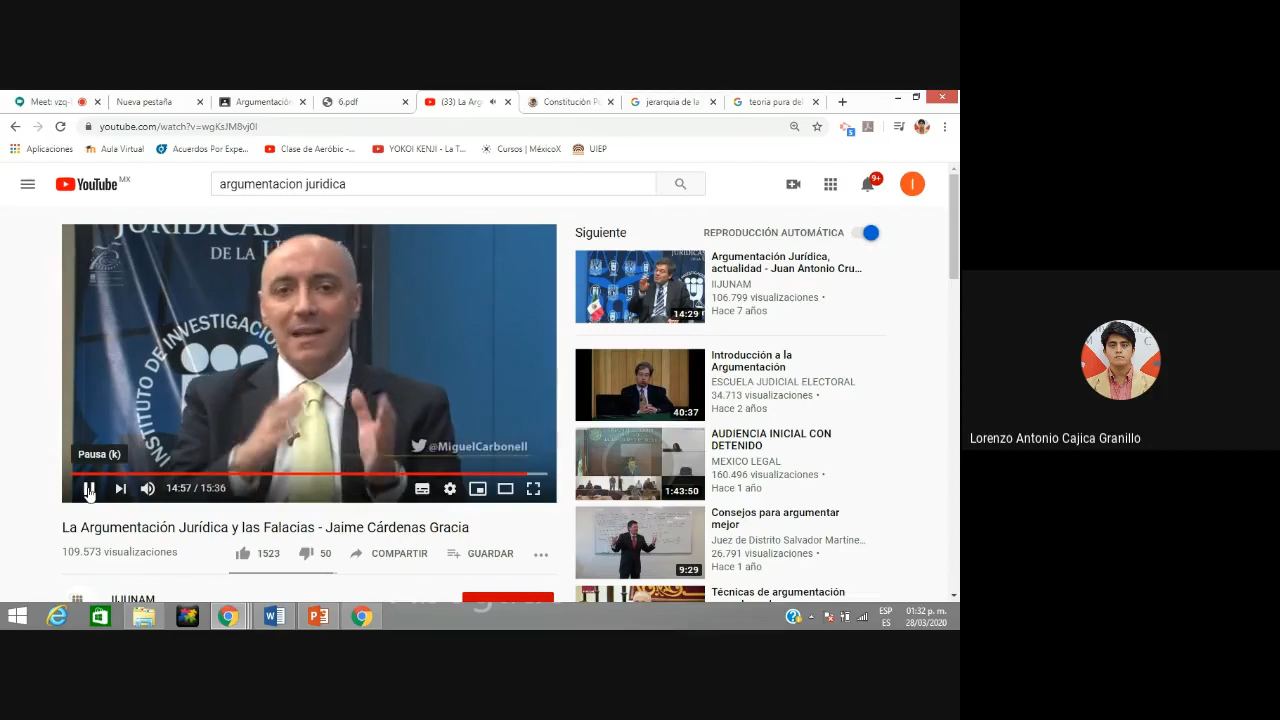 Meet: vzq-
Nueva pestaña
Argumentación
6.pdf
(33) La Arg
Constitución Po
jerarquia de la
teoria pura del
youtube.com/watch?v=wgKsJM8vj0I
Aplicaciones
Aula Virtual
Acuerdos Por Expe...
Clase de Aeróbic -...
YOKOI KENJI - La T...
Cursos | MéxicoX
UIEP
YouTube MX
argumentacion juridica
9+
I
JURIDICAS
DE LA U
INSTITUTO DE INVESTIGACIO
@MiguelCarbonell
Pausa (k)
14:57 / 15:36
La Argumentación Jurídica y las Falacias - Jaime Cárdenas Gracia
109.573 visualizaciones
1523
50
COMPARTIR
GUARDAR
IIJUNAM
Siguiente
REPRODUCCIÓN AUTOMÁTICA
14:29
Argumentación Jurídica,
actualidad - Juan Antonio Cru...
IIJUNAM
106.799 visualizaciones •
Hace 7 años
40:37
Introducción a la
Argumentación
ESCUELA JUDICIAL ELECTORAL
34.713 visualizaciones •
Hace 2 años
1:43:50
AUDIENCIA INICIAL CON
DETENIDO
MEXICO LEGAL
160.496 visualizaciones •
Hace 1 año
9:29
Consejos para argumentar
mejor
Juez de Distrito Salvador Martíne...
26.791 visualizaciones •
Hace 1 año
Técnicas de argumentación
Lorenzo Antonio Cajica Granillo
ESP
ES
01:32 p. m.
28/03/2020